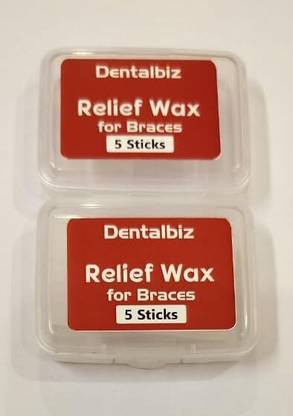 Dentalbiz
Relief Wax
for Braces
5 Sticks
Dentalbiz
Relief Wax
for Braces
5 Sticks